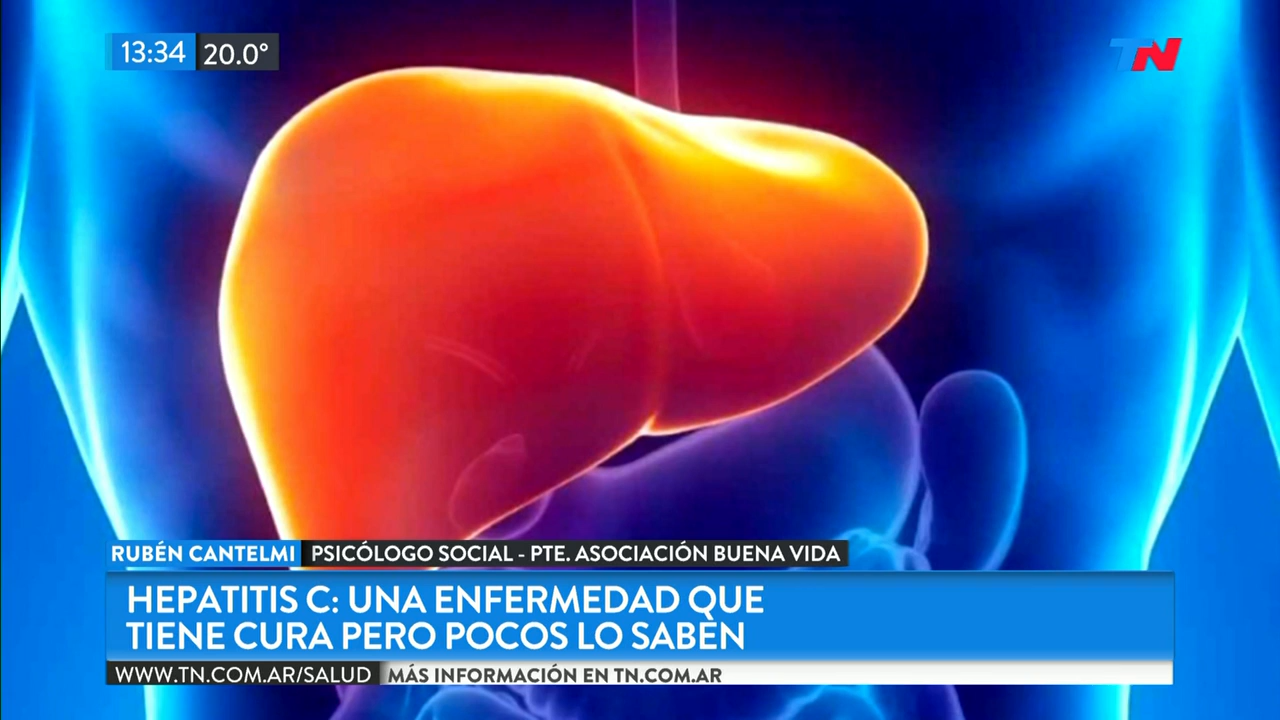 13:34 20.0°
TN
RUBÉN CANTELMI PSICÓLOGO SOCIAL - PTE. ASOCIACIÓN BUENA VIDA
HEPATITIS C: UNA ENFERMEDAD QUE
TIENE CURA PERO POCOS LO SABEN
WWW.TN.COM.AR/SALUD MÁS INFORMACIÓN EN TN.COM.AR